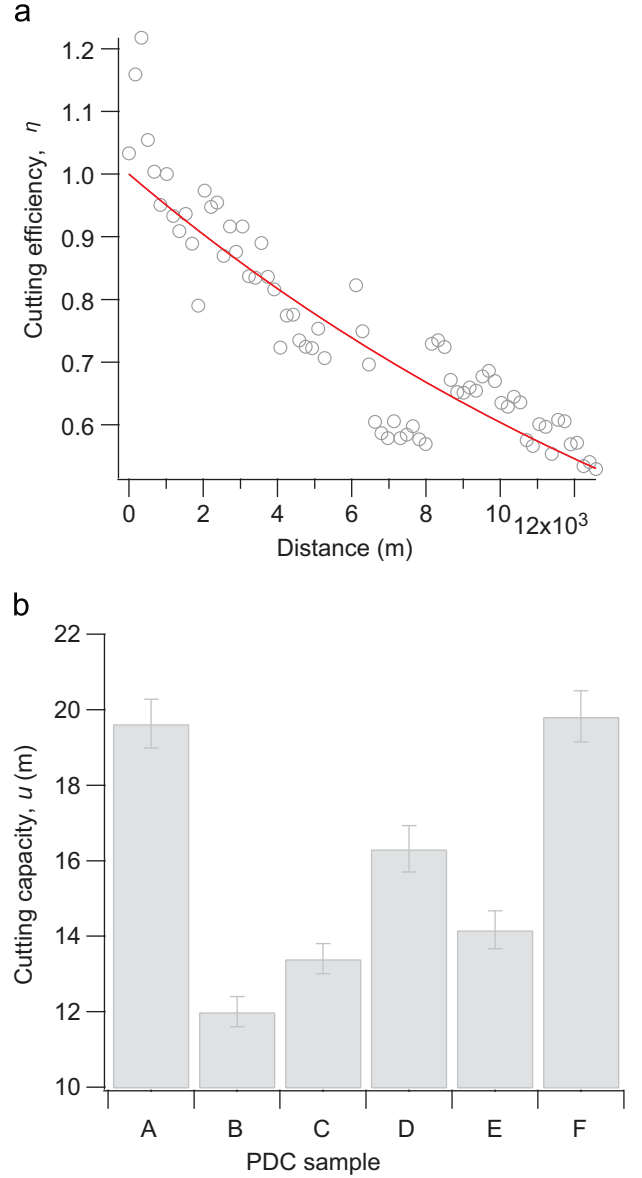 a
1.2
1.1
1.0
0.9
0.8
0.7
0.6
Cutting efficiency, η
0 2 4 6 8 10 12x10³
Distance (m)
b
22
20
18
16
14
12
10
Cutting capacity, u (m)
A B C D E F
PDC sample